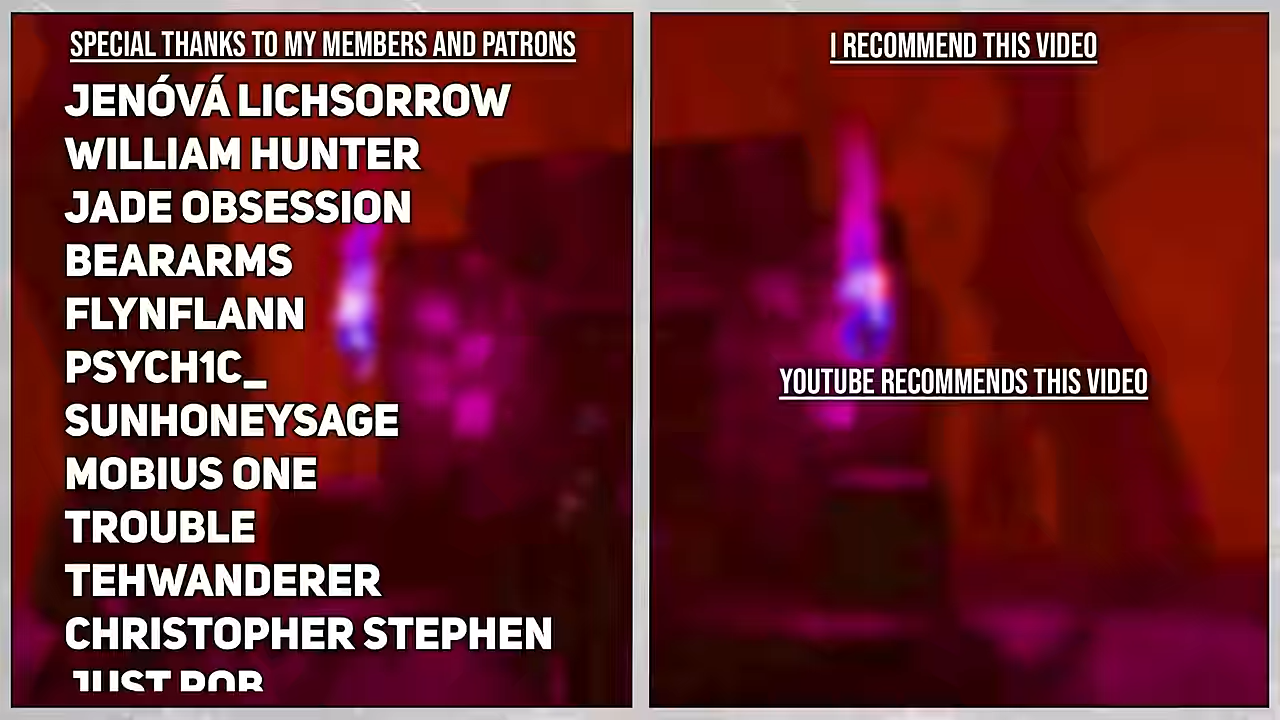 SPECIAL THANKS TO MY MEMBERS AND PATRONS
JENÓVÁ LICHSORROW
WILLIAM HUNTER
JADE OBSESSION
BEARARMS
FLYNFLANN
PSYCH1C_
SUNHONEYSAGE
MOBIUS ONE
TROUBLE
TEHWANDERER
CHRISTOPHER STEPHEN
JUST
I RECOMMEND THIS VIDEO
YOUTUBE RECOMMENDS THIS VIDEO